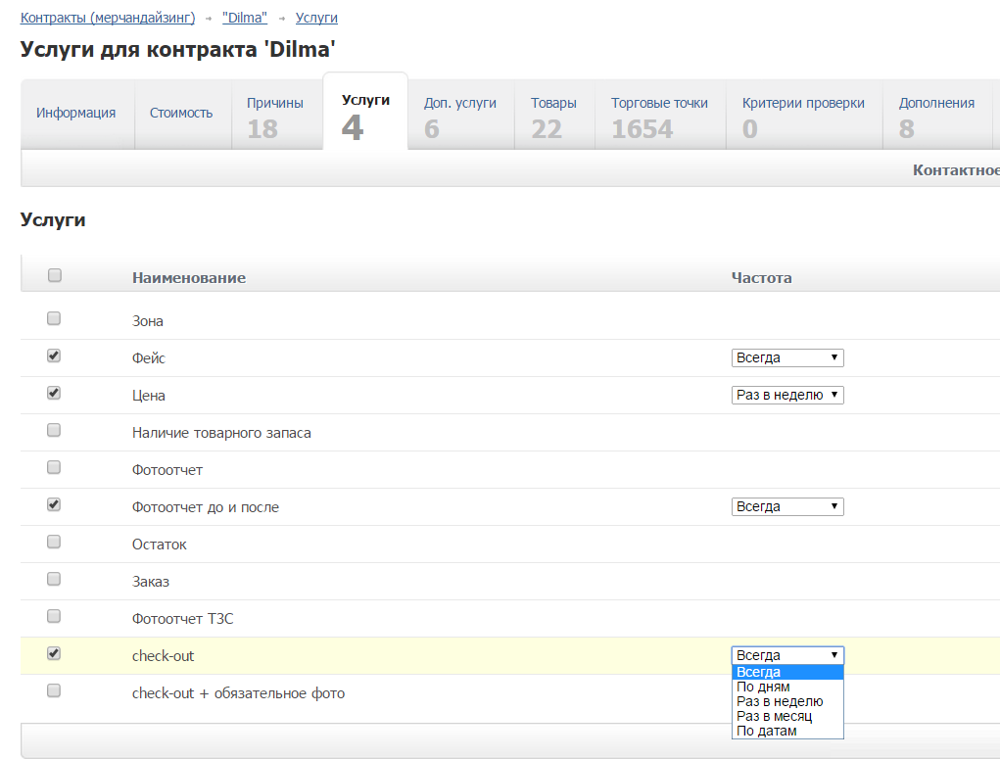 Контракты (мерчандайзинг) → "Dilma" → Услуги
Услуги для контракта 'Dilma'
Информация Стоимость Причины 18 Услуги 4 Доп. услуги 6 Товары 22 Торговые точки 1654 Критерии проверки 0 Дополнения 8
Контактное
Услуги
Наименование Частота
Зона
Фейс Всегда
Цена Раз в неделю
Наличие товарного запаса
Фотоотчет
Фотоотчет до и после Всегда
Остаток
Заказ
Фотоотчет ТЗС
check-out Всегда
Всегда
По дням
check-out + обязательное фото Раз в неделю
Раз в месяц
По датам